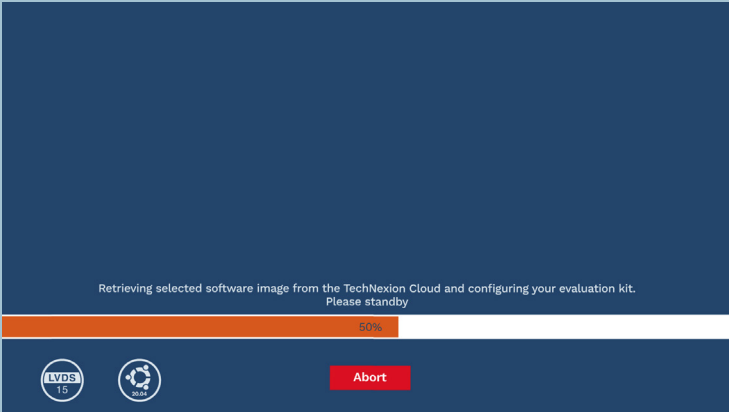 Retrieving selected software image from the TechNexion Cloud and configuring your evaluation kit.
Please standby
50%
LVDS
15
20.04
Abort